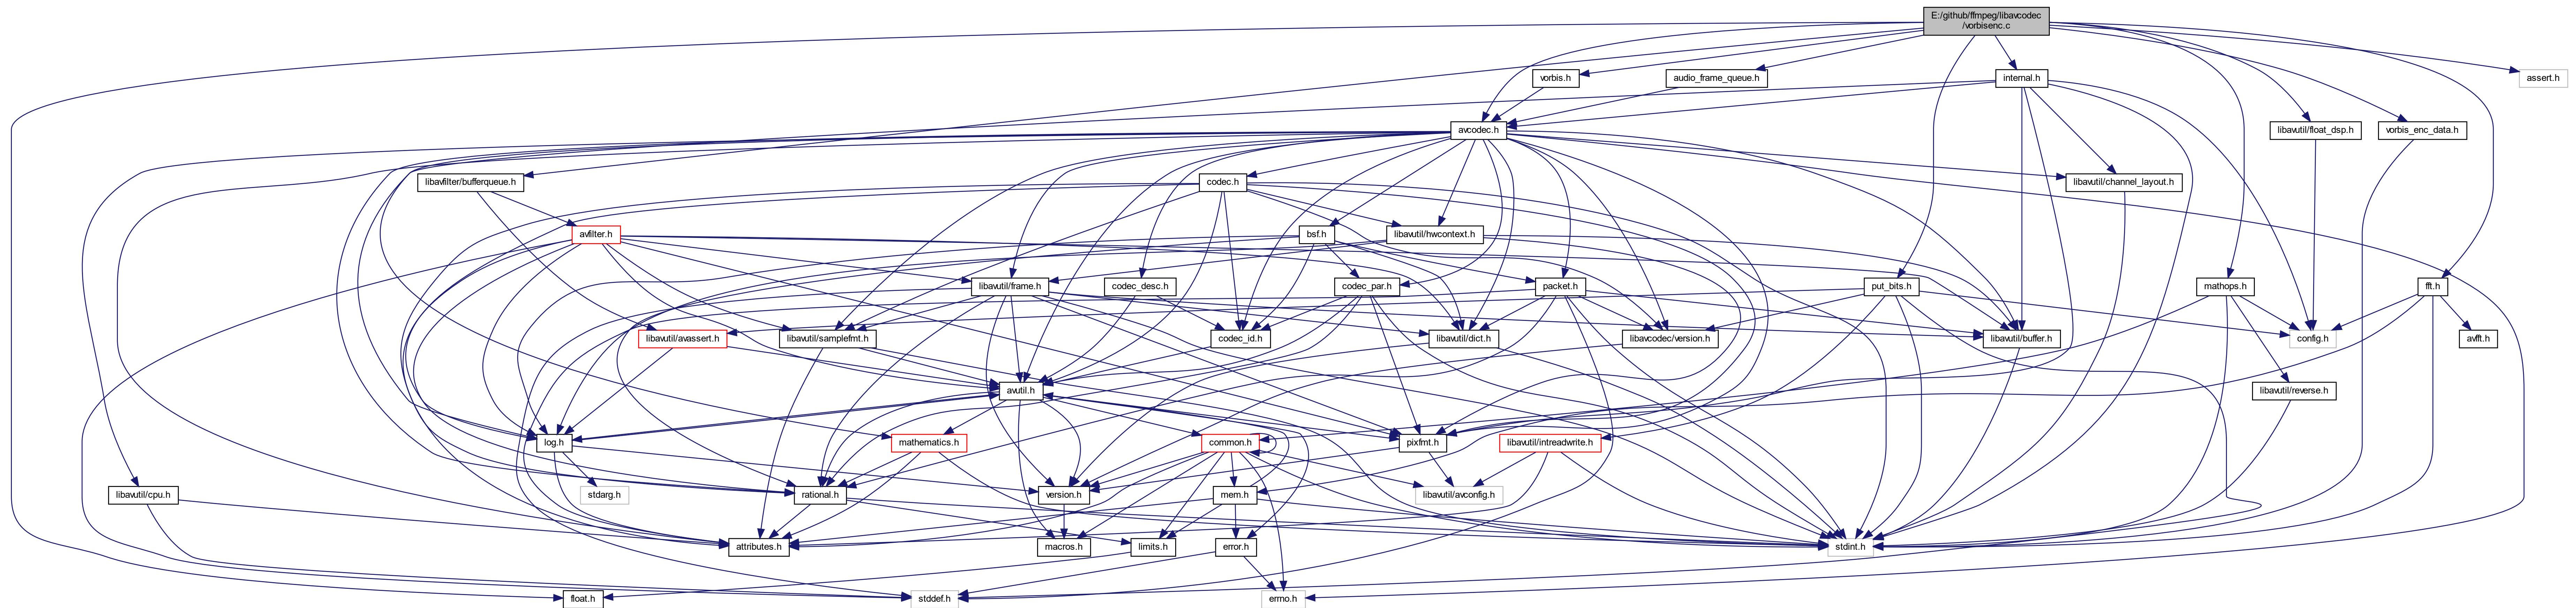 E:/github/ffmpeg/libavcodec
/vorbisenc.c
vorbis.h
audio_frame_queue.h
internal.h
assert.h
avcodec.h
libavutil/float_dsp.h
vorbis_enc_data.h
libavfilter/bufferqueue.h
codec.h
libavutil/channel_layout.h
avfilter.h
bsf.h
libavutil/hwcontext.h
libavutil/frame.h
codec_desc.h
codec_par.h
packet.h
put_bits.h
mathops.h
fft.h
libavutil/avassert.h
libavutil/samplefmt.h
codec_id.h
libavutil/dict.h
libavcodec/version.h
libavutil/buffer.h
config.h
avfft.h
avutil.h
libavutil/reverse.h
log.h
mathematics.h
common.h
pixfmt.h
libavutil/intreadwrite.h
libavutil/cpu.h
stdarg.h
rational.h
version.h
mem.h
libavutil/avconfig.h
attributes.h
macros.h
limits.h
error.h
stdint.h
float.h
stddef.h
errno.h